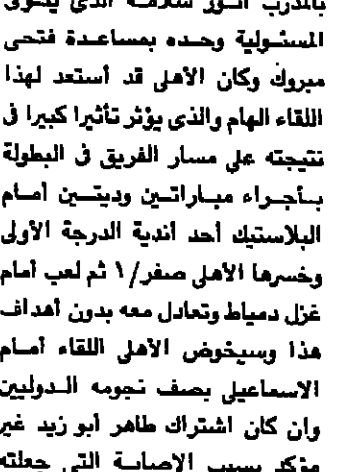 بالمدرب أنور سلامة الذى يتولى
المسئولية وحده بمساعدة فتحى
مبروك وكان الأهلى قد أستعد لهذا
اللقاء الهام والذى يؤثر تأثيرا كبيرا فى
نتيجته على مسار الفريق فى البطولة
بأجراء مباراتين وديتين أمام
البلاستيك أحد أندية الدرجة الأولى
وخسرها الأهلى صفر/١ ثم لعب أمام
غزل دمياط وتعادل معه بدون أهداف
هذا وسيخوض الأهلى اللقاء أمام
الاسماعيلى بصف نجومه الدوليين
وان كان اشتراك طاهر أبو زيد غير
مؤكد بسبب الإصابة التى جعلته